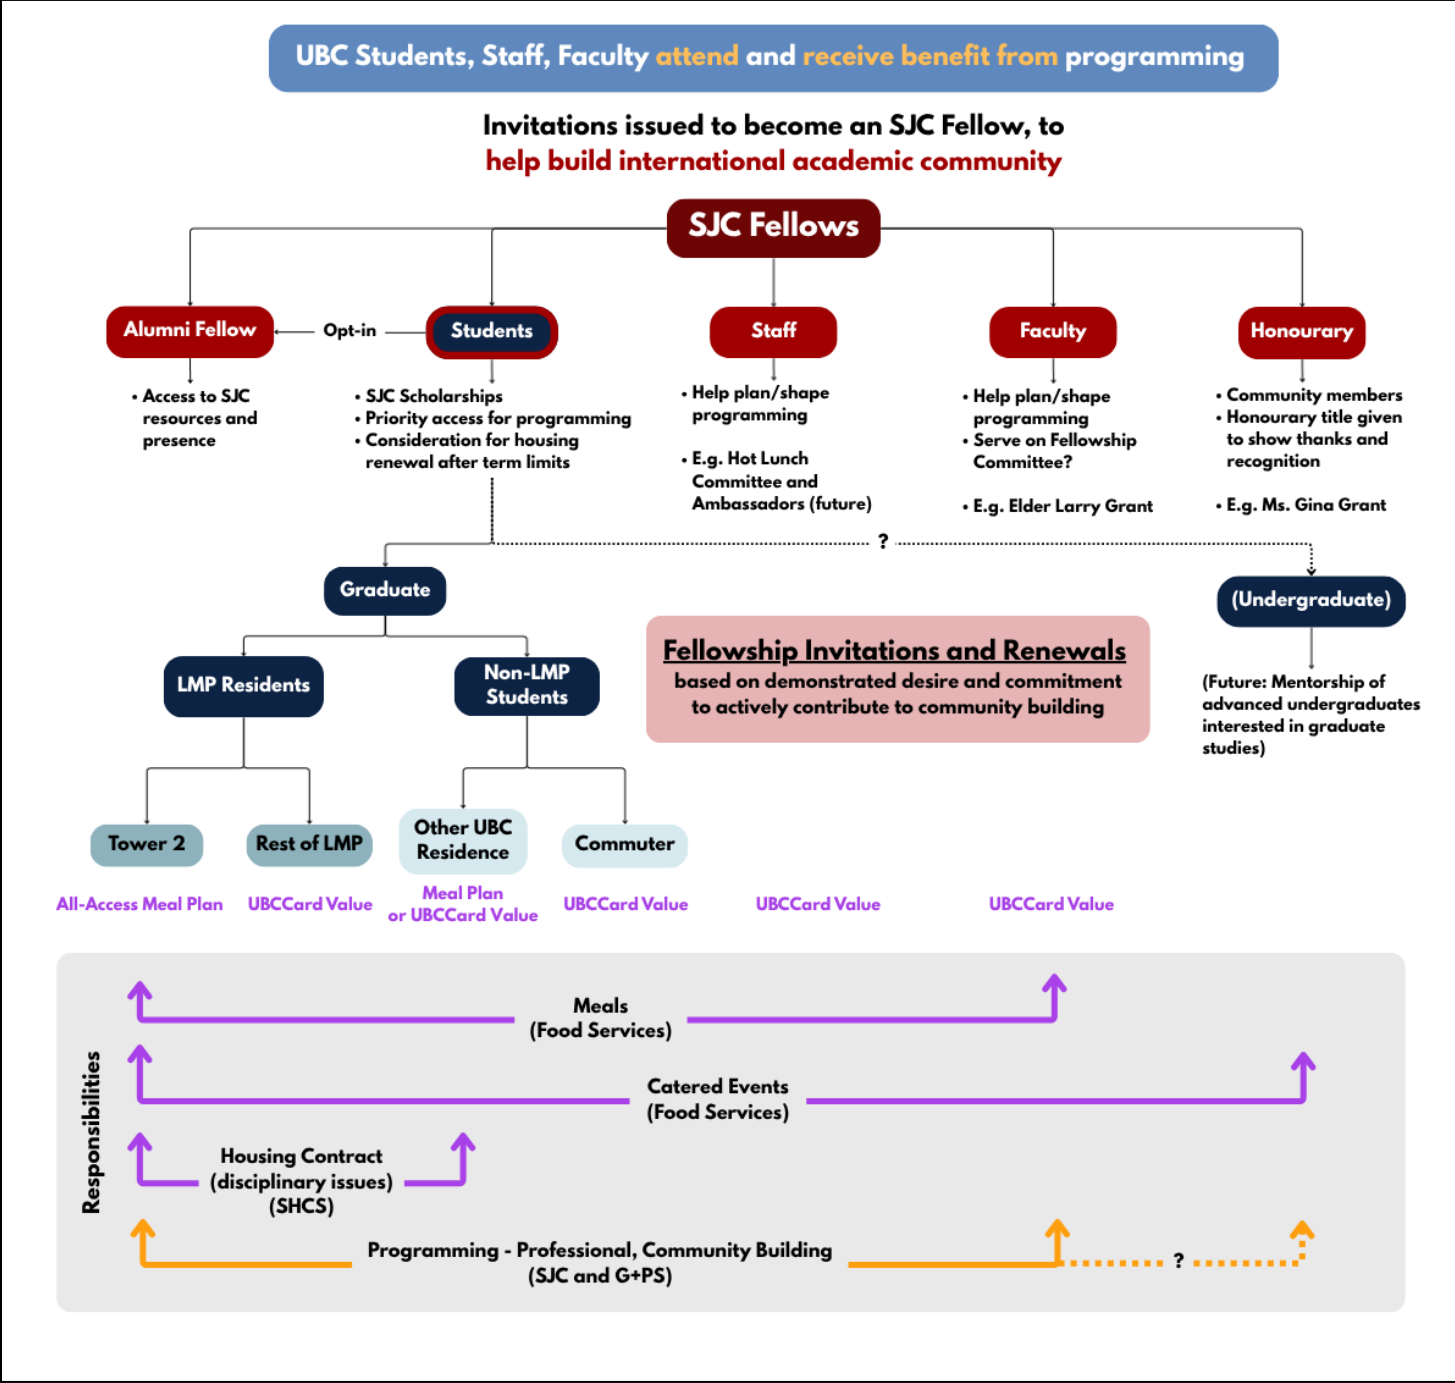 UBC Students, Staff, Faculty attend and receive benefit from programming
Invitations issued to become an SJC Fellow, to
help build international academic community
SJC Fellows
Alumni Fellow
Opt-in
Students
Staff
Faculty
Honourary
• Access to SJC
resources and
presence
• SJC Scholarships
• Priority access for programming
• Consideration for housing
renewal after term limits
• Help plan/shape
programming
• E.g. Hot Lunch
Committee and
Ambassadors (future)
• Help plan/shape
programming
• Serve on Fellowship
Committee?
• E.g. Elder Larry Grant
• Community members
• Honourary title given
to show thanks and
recognition
• E.g. Ms. Gina Grant
?
Graduate
(Undergraduate)
LMP Residents
Non-LMP
Students
Fellowship Invitations and Renewals
based on demonstrated desire and commitment
to actively contribute to community building
(Future: Mentorship of
advanced undergraduates
interested in graduate
studies)
Tower 2
Rest of LMP
Other UBC
Residence
Commuter
All-Access Meal Plan
UBCCard Value
Meal Plan
or UBCCard Value
UBCCard Value
UBCCard Value
UBCCard Value
Responsibilities
Meals
(Food Services)
Catered Events
(Food Services)
Housing Contract
(disciplinary issues)
(SHCS)
Programming - Professional, Community Building
(SJC and G+PS)
?